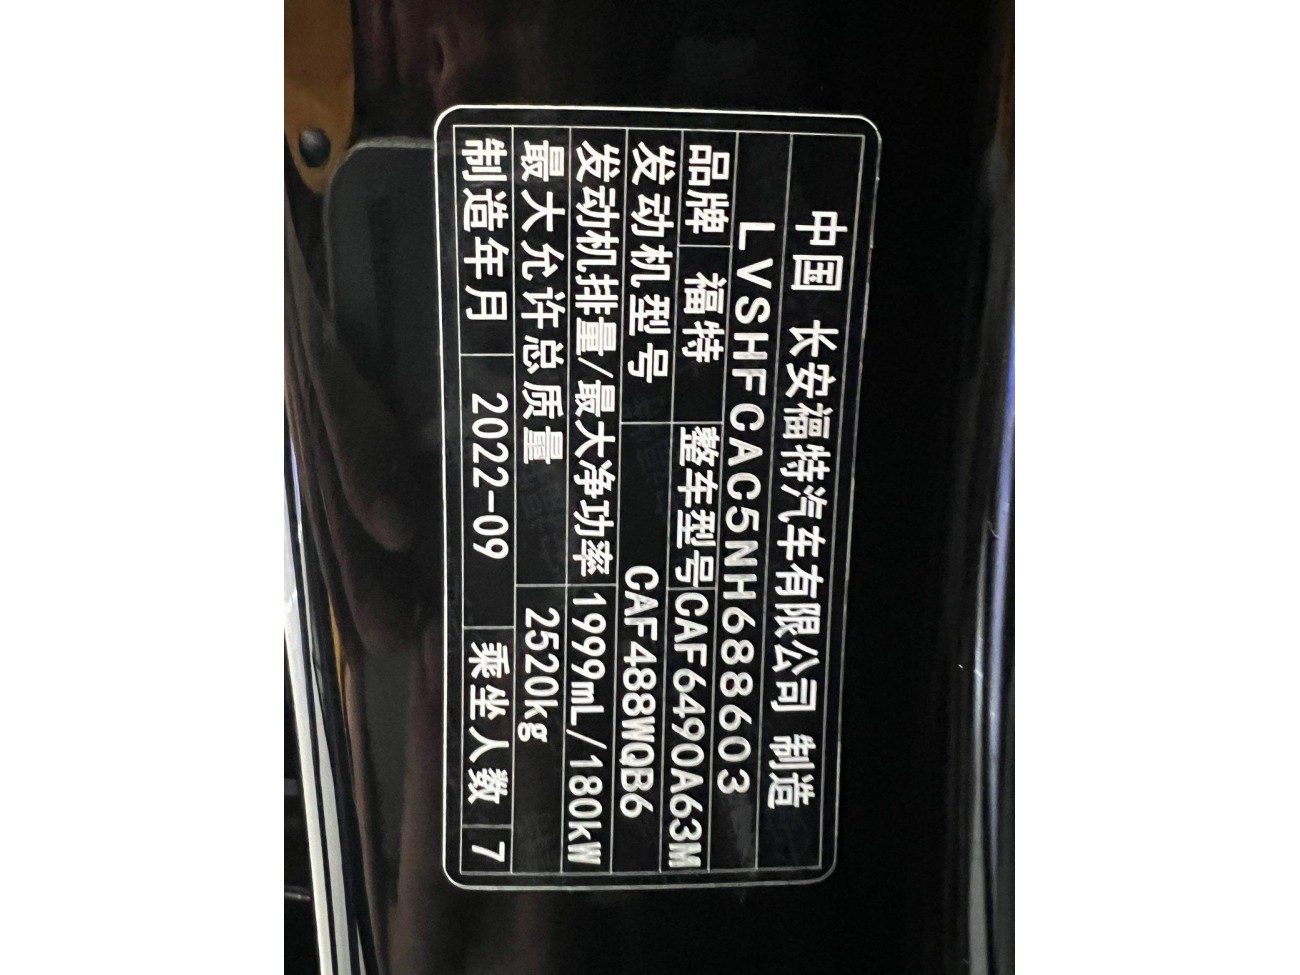 中国 长安福特汽车有限公司 制造
LVSHFCAC5NH688603
品牌 福特 整车型号 CAF6490A63M
发动机型号 CAF488WQB6
发动机排量/最大净功率 1999mL/180kW
最大允许总质量 2520kg
制造年月 2022-09 乘坐人数 7